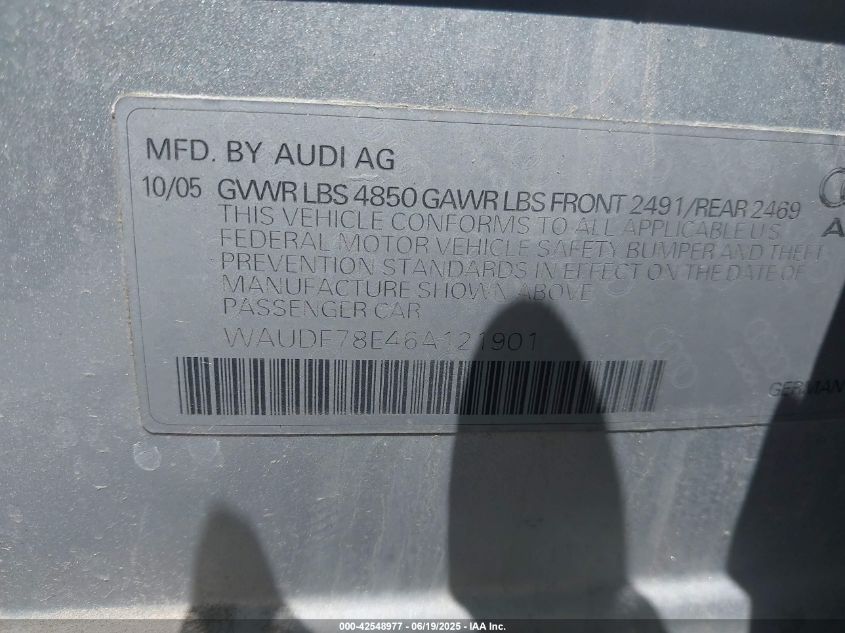 MFD. BY AUDI AG
10/05 GVWR LBS 4850 GAWR LBS FRONT 2491/REAR 2469
THIS VEHICLE CONFORMS TO ALL APPLICABLE US
FEDERAL MOTOR VEHICLE SAFETY BUMPER AND THEFT
PREVENTION STANDARDS IN EFFECT ON THE DATE OF
MANUFACTURE SHOWN ABOVE
PASSENGER CAR
WAUDF78E46A121901
GERMAN
000-42548977 - 06/19/2025 - IAA Inc.